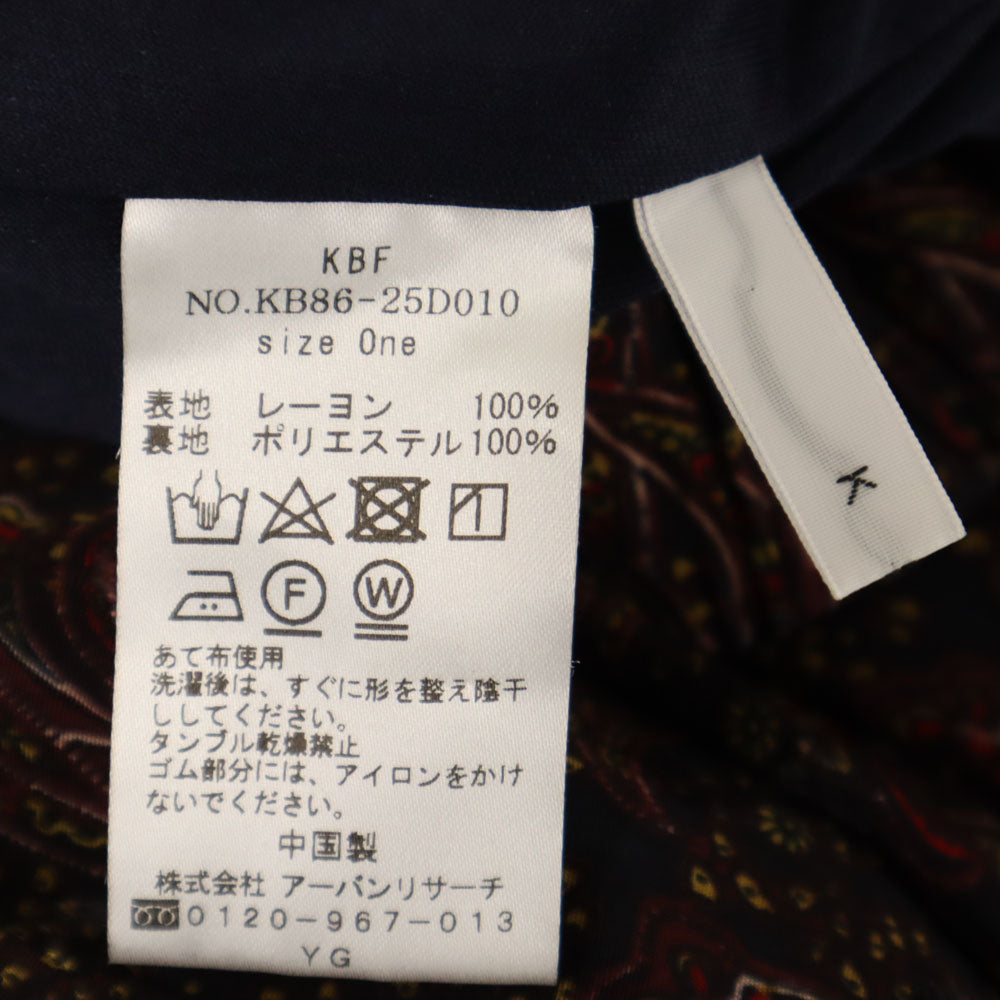 KBF
NO.KB86-25D010
size One
表地 レーヨン 100%
裏地 ポリエステル100%
F W
あて布使用
洗濯後は、すぐに形を整え陰干
ししてください。
タンブル乾燥禁止
ゴム部分には、アイロンをかけ
ないでください。
中国製
株式会社 アーバンリサーチ
0120-967-013
YG
K